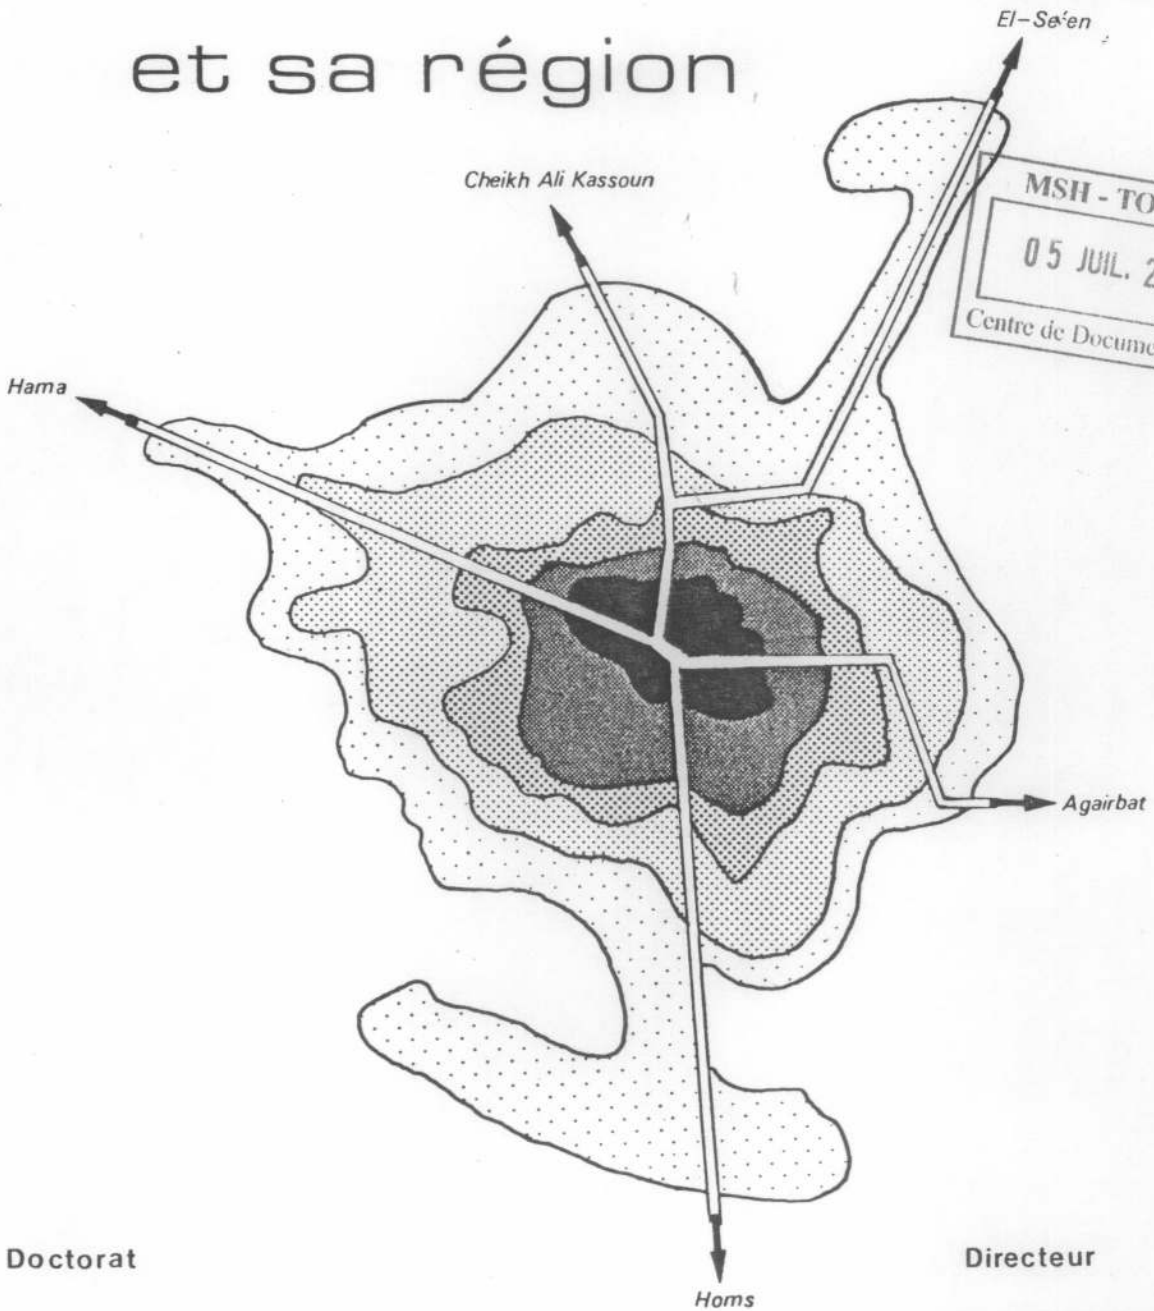 et sa région
El-Se'en
Cheikh Ali Kassoun
MSH - TO
05 JUIL. 2
Centre de Docume
Hama
Agairbat
Doctorat
Directeur
Homs